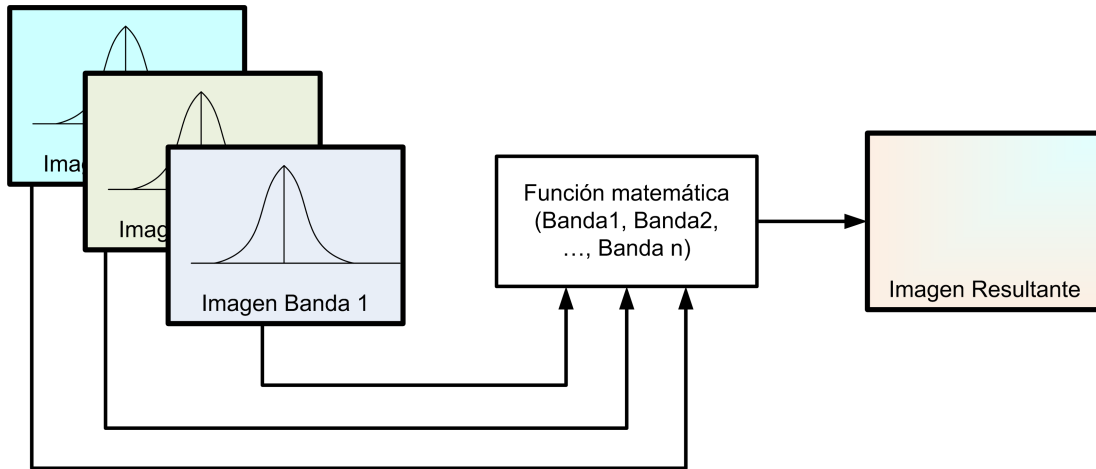 Imagen Banda 1
Función matemática
(Banda1, Banda2,
…, Banda n)
Imagen Resultante